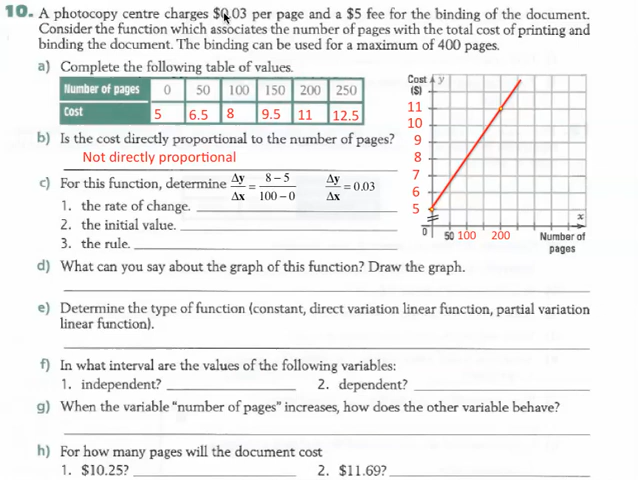 10. A photocopy centre charges $0.03 per page and a $5 fee for the binding of the document.
Consider the function which associates the number of pages with the total cost of printing and
binding the document. The binding can be used for a maximum of 400 pages.
a) Complete the following table of values.
Number of pages 0 50 100 150 200 250
Cost 5 6.5 8 9.5 11 12.5
b) Is the cost directly proportional to the number of pages?
Not directly proportional
c) For this function, determine Δy/Δx = 8 – 5/100 – 0 Δy/Δx = 0.03
1. the rate of change.
2. the initial value.
3. the rule.
Cost ($) y
11
10
9
8
7
6
5
0 50 100 200 x
Number of
pages
d) What can you say about the graph of this function? Draw the graph.
e) Determine the type of function (constant, direct variation linear function, partial variation
linear function).
f) In what interval are the values of the following variables:
1. independent? 2. dependent?
g) When the variable “number of pages” increases, how does the other variable behave?
h) For how many pages will the document cost
1. $10.25? 2. $11.69?